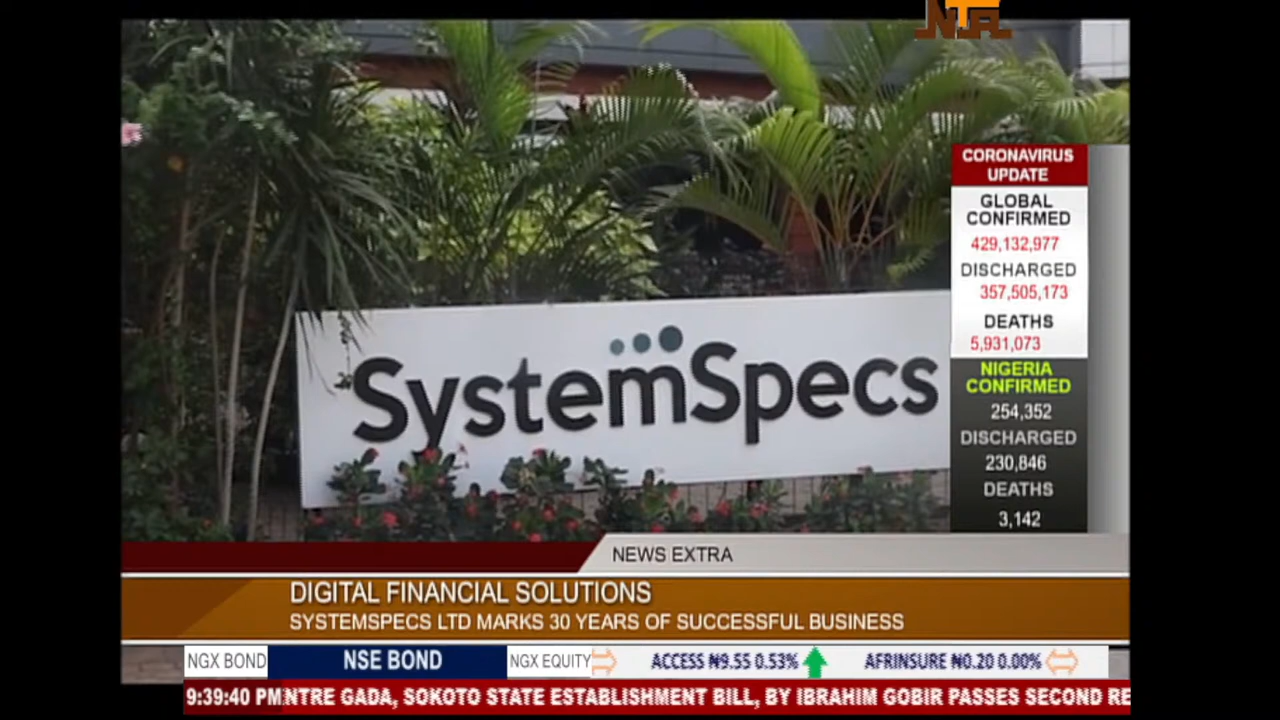 NTA
CORONAVIRUS
UPDATE
GLOBAL
CONFIRMED
429,132,977
DISCHARGED
357,505,173
DEATHS
5,931,073
NIGERIA
CONFIRMED
254,352
DISCHARGED
230,846
DEATHS
3,142
SystemSpecs
NEWS EXTRA
DIGITAL FINANCIAL SOLUTIONS
SYSTEMSPECS LTD MARKS 30 YEARS OF SUCCESSFUL BUSINESS
NGX BOND NSE BOND NGX EQUITY ACCESS ₦9.55 0.53% AFRINSURE ₦0.20 0.00%
9:39:40 PM NTRE GADA, SOKOTO STATE ESTABLISHMENT BILL, BY IBRAHIM GOBIR PASSES SECOND RE